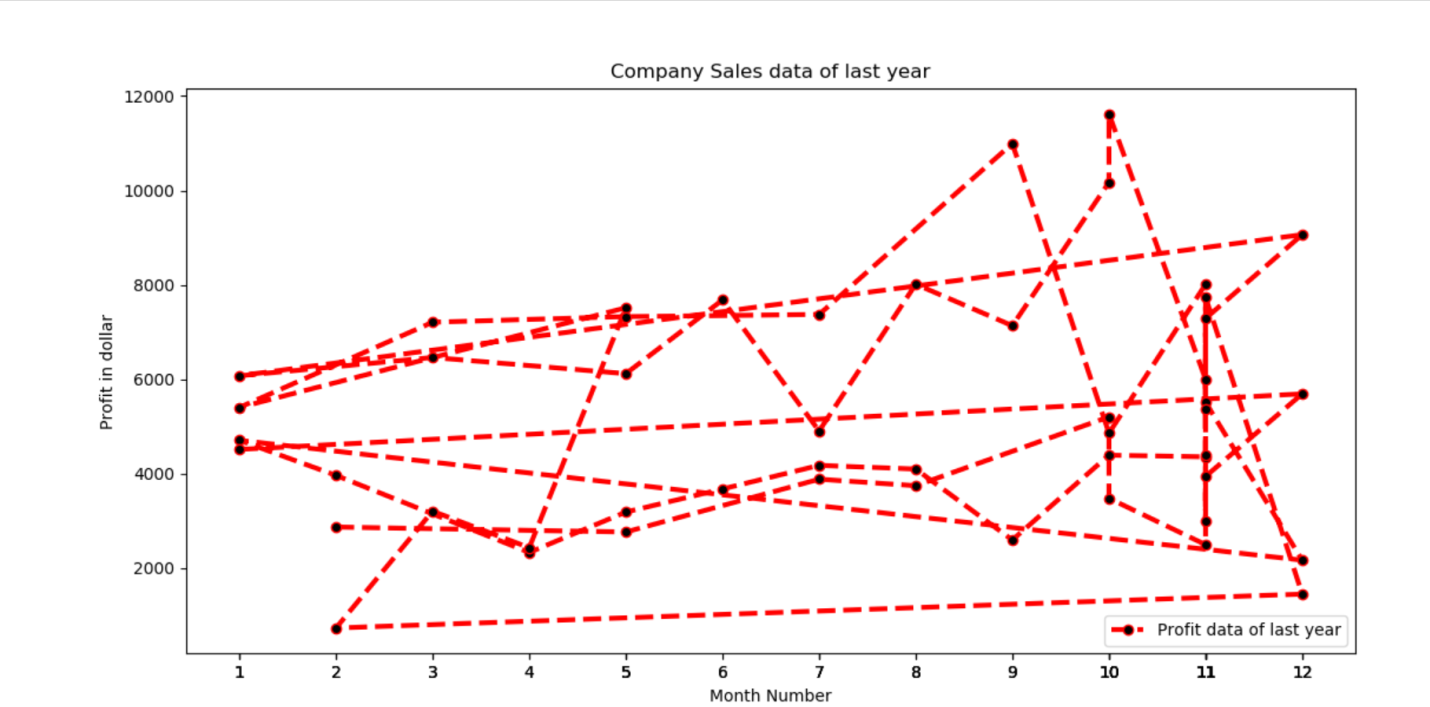 Company Sales data of last year
12000
10000
8000
6000
4000
2000
Profit in dollar
Profit data of last year
1 2 3 4 5 6 7 8 9 10 11 12
Month Number